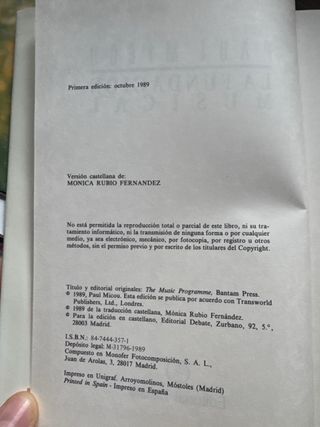 Primera edición: octubre 1989
Versión castellana de:
MONICA RUBIO FERNANDEZ
No está permitida la reproducción total o parcial de este libro, ni su tra-
tamiento informático, ni la transmisión de ninguna forma o por cualquier
medio, ya sea electrónico, mecánico, por fotocopia, por registro u otros
métodos, sin el permiso previo y por escrito de los titulares del Copyright.
Título y editorial originales: The Music Programme, Bantam Press.
© 1989, Paul Micou. Esta edición se publica por acuerdo con Transworld
Publishers, Ltd., Londres.
© 1989 de la traducción castellana, Mónica Rubio Fernández.
© Para la edición en castellano, Editorial Debate, Zurbano, 92, 5.º,
28003 Madrid.
I.S.B.N.: 84-7444-357-1
Depósito legal: M-31796-1989
Compuesto en Monofer Fotocomposición, S. A. L.,
Juan de Arolas, 3, 28017 Madrid.
Impreso en Unigraf. Arroyomolinos, Móstoles (Madrid)
Printed in Spain - Impreso en España